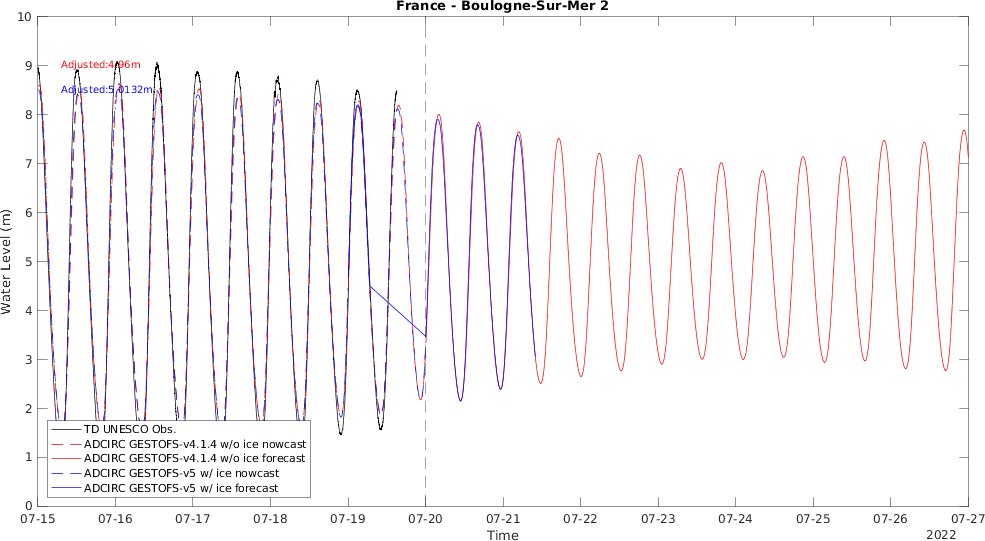 France - Boulogne-Sur-Mer 2
10
9
8
7
6
5
4
3
2
1
0
Water Level (m)
Adjusted:4.96m
Adjusted:5.0132m
TD UNESCO Obs.
ADCIRC GESTOFS-v4.1.4 w/o ice nowcast
ADCIRC GESTOFS-v4.1.4 w/o ice forecast
ADCIRC GESTOFS-v5 w/ ice nowcast
ADCIRC GESTOFS-v5 w/ ice forecast
07-15 07-16 07-17 07-18 07-19 07-20 07-21 07-22 07-23 07-24 07-25 07-26 07-27
Time
2022